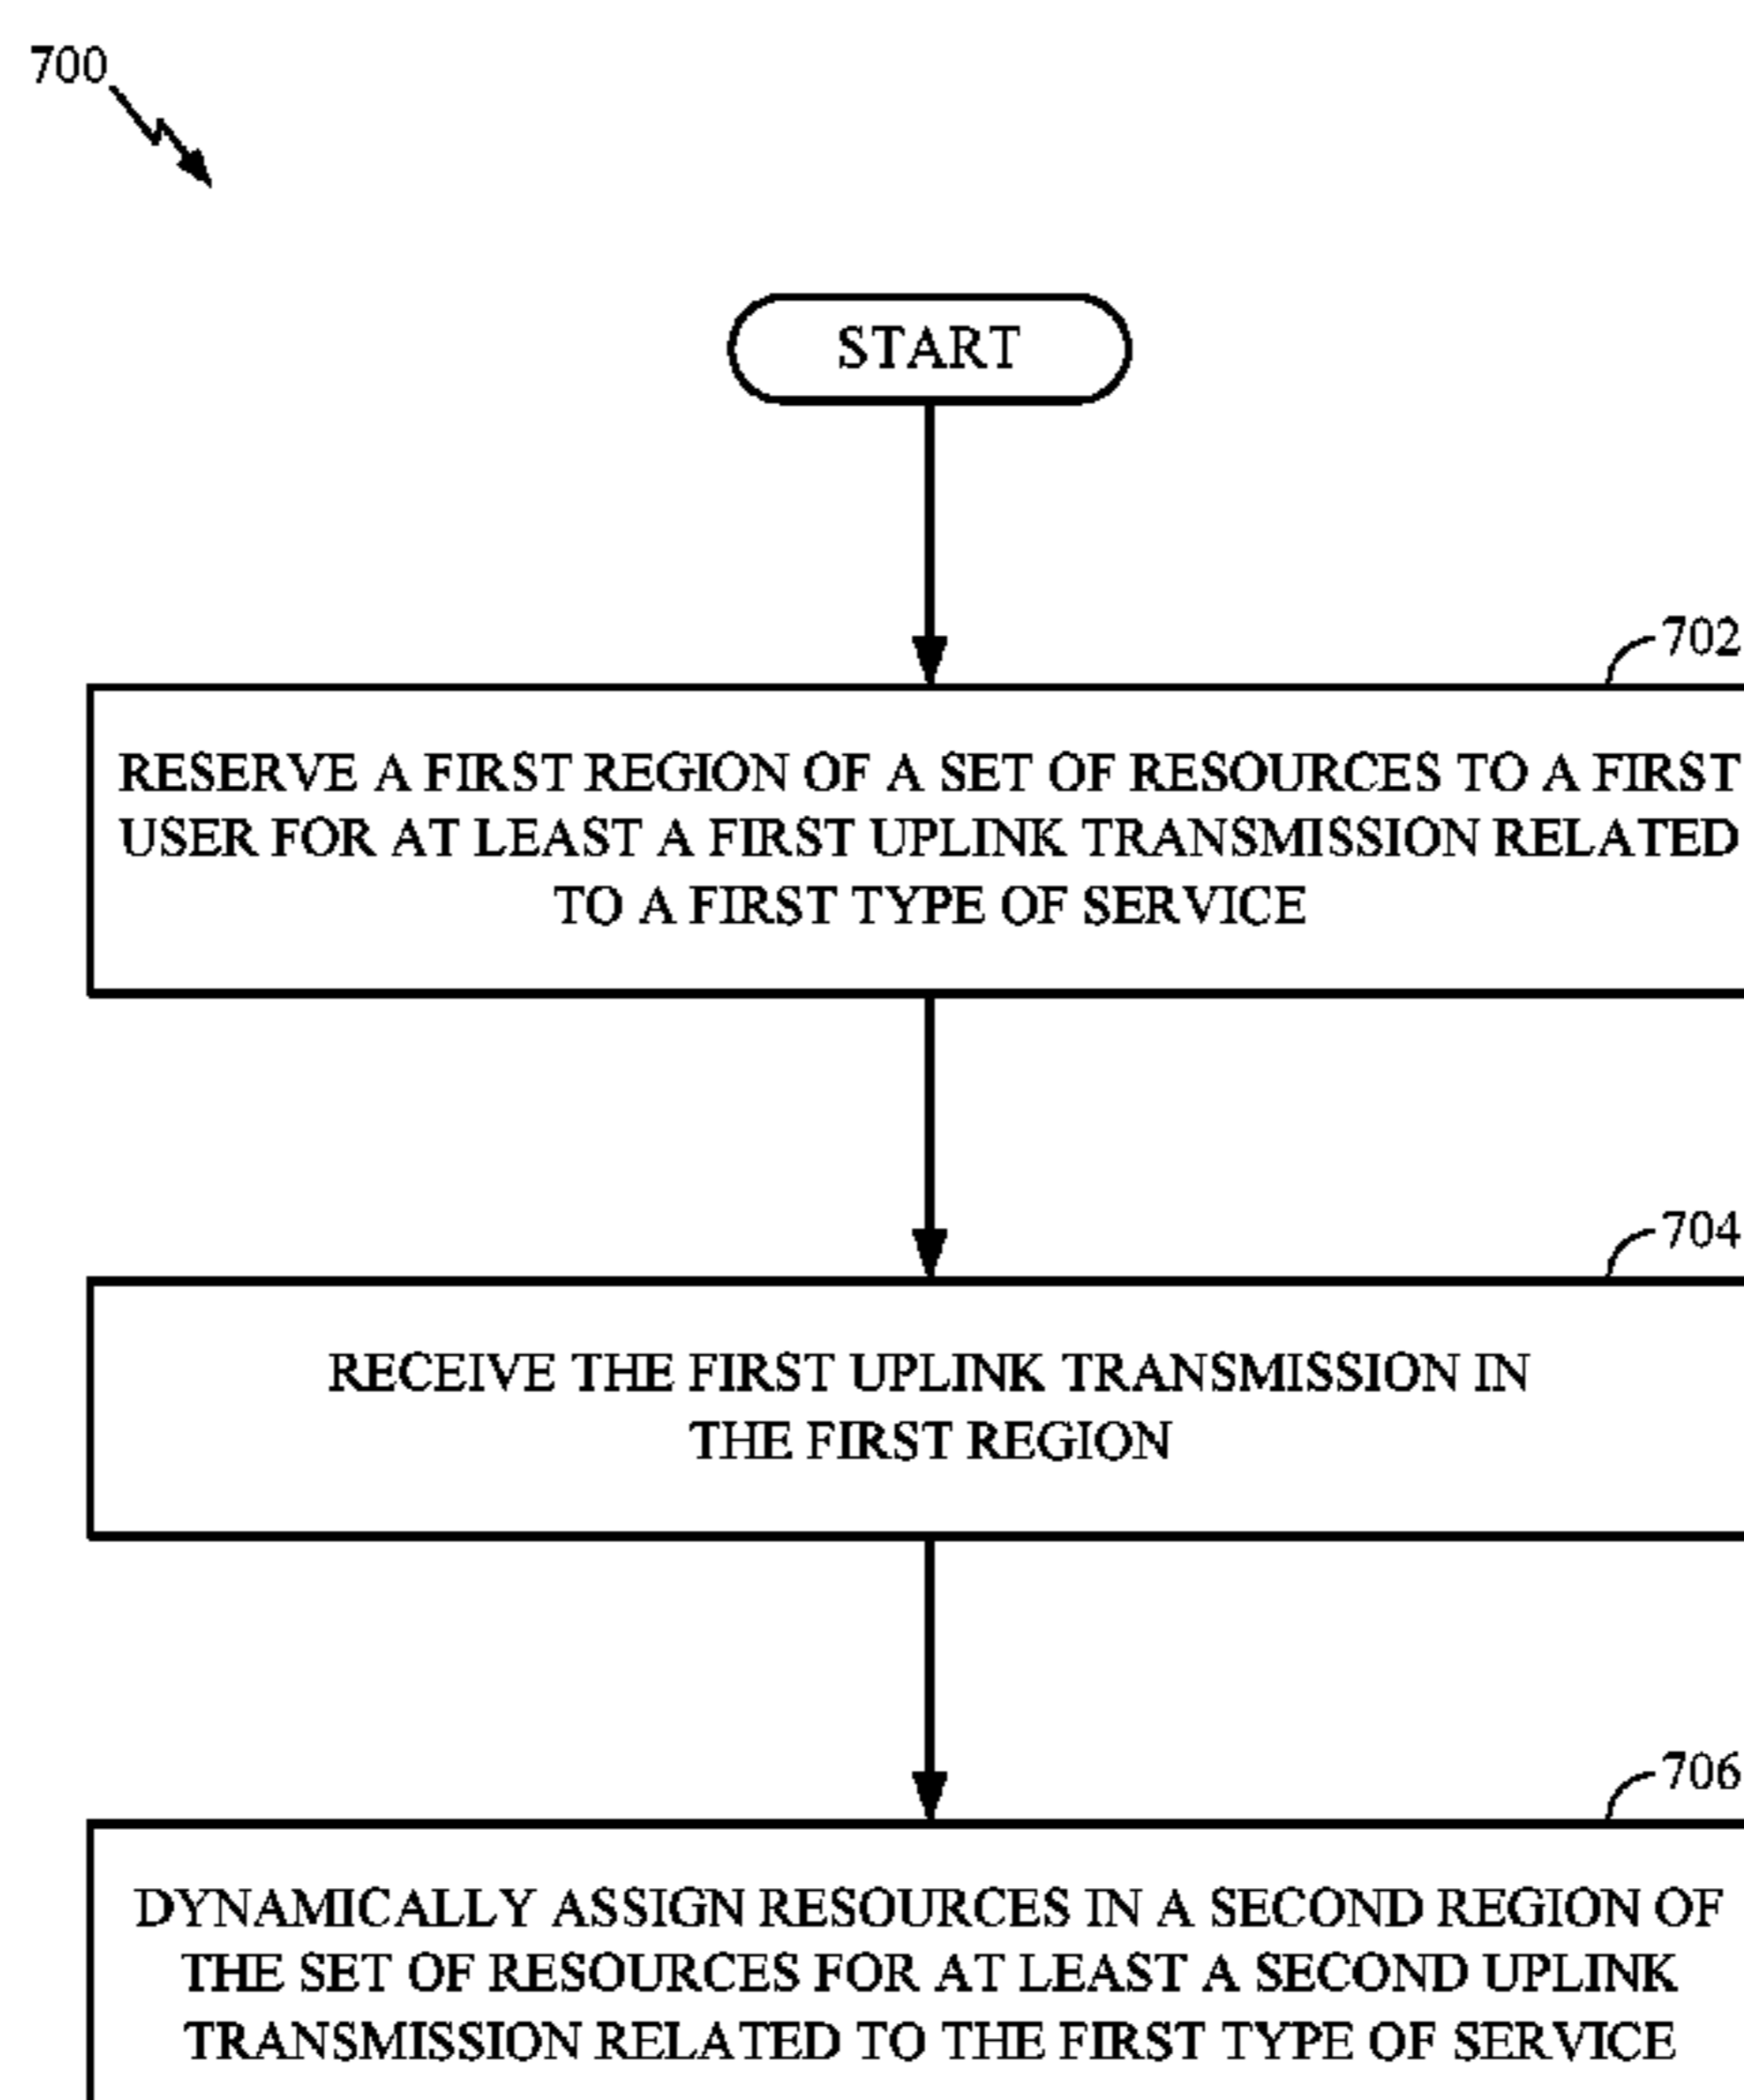 700
START
702
RESERVE A FIRST REGION OF A SET OF RESOURCES TO A FIRST
USER FOR AT LEAST A FIRST UPLINK TRANSMISSION RELATED
TO A FIRST TYPE OF SERVICE
704
RECEIVE THE FIRST UPLINK TRANSMISSION IN
THE FIRST REGION
706
DYNAMICALLY ASSIGN RESOURCES IN A SECOND REGION OF
THE SET OF RESOURCES FOR AT LEAST A SECOND UPLINK
TRANSMISSION RELATED TO THE FIRST TYPE OF SERVICE